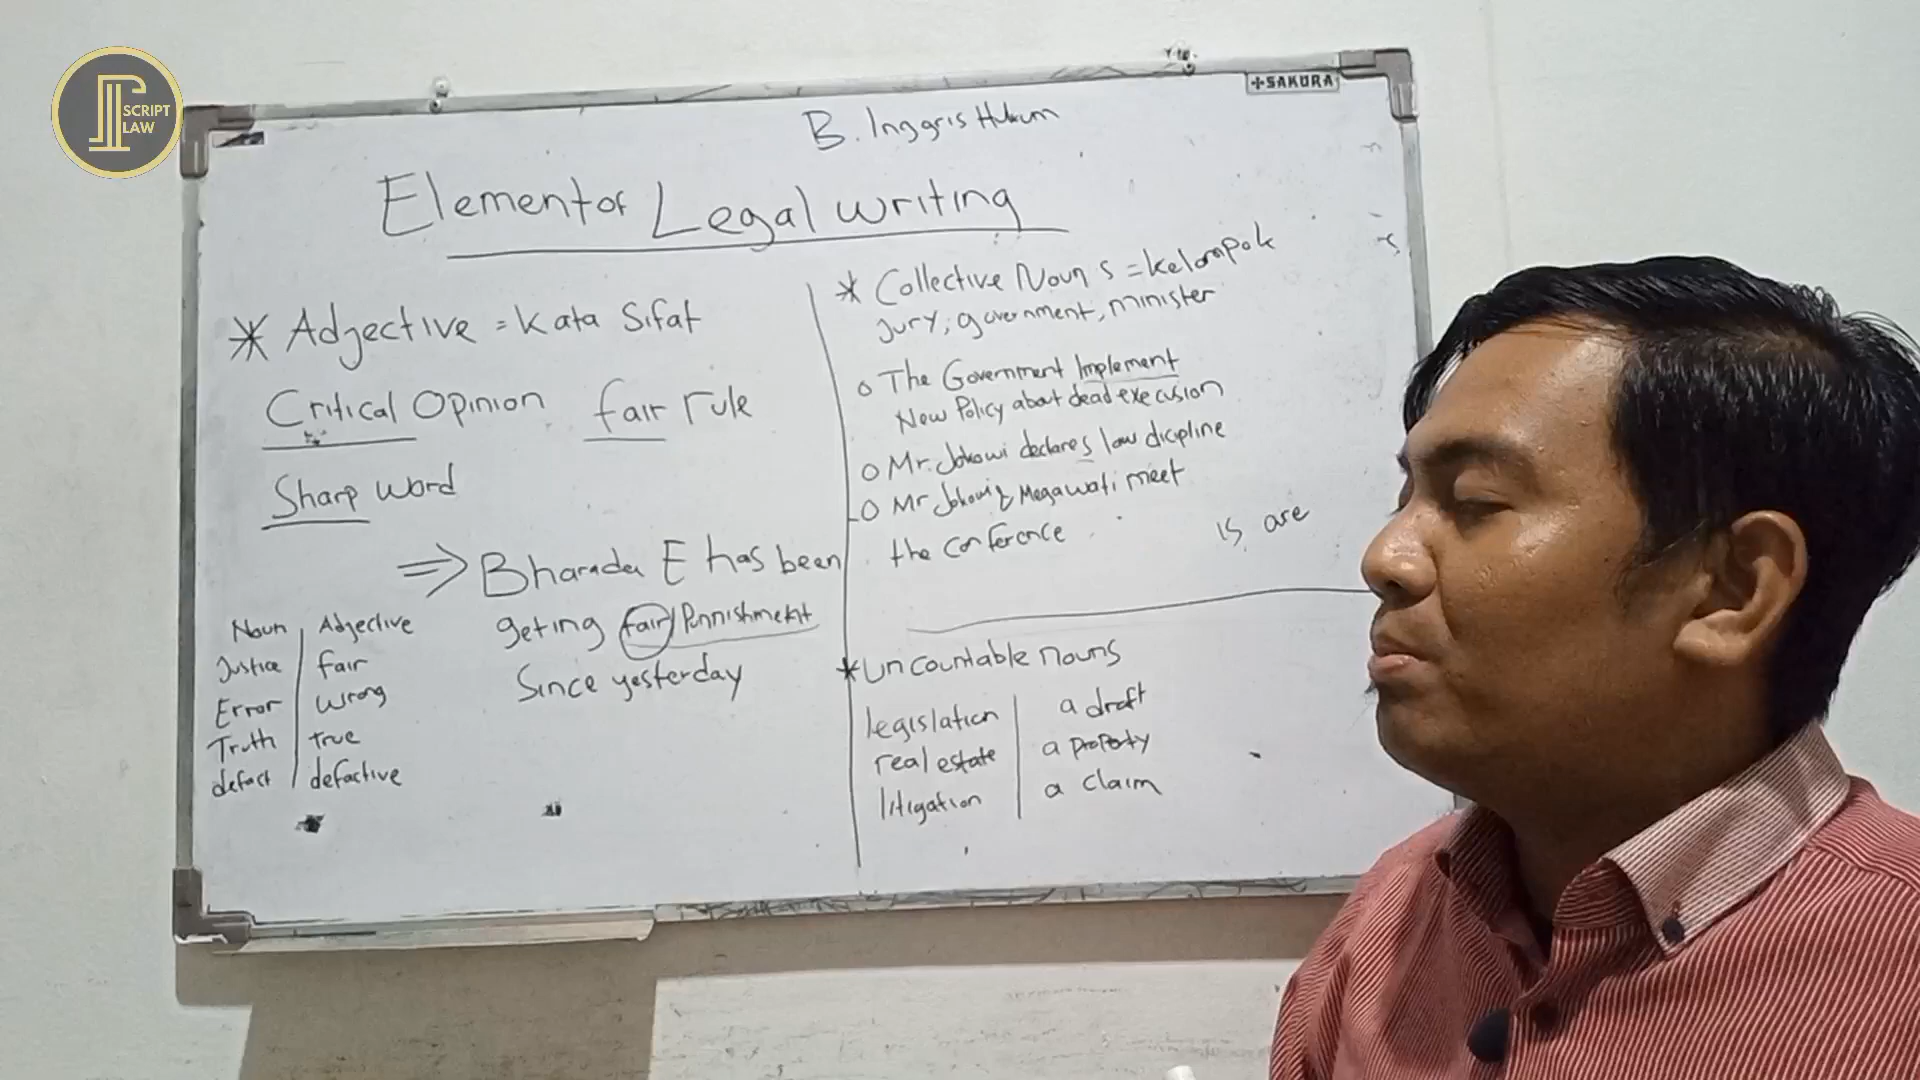 SCRIPT
LAW
SAKURA
B. Inggris Hukum
Element of Legal writing
* Adjective = Kata Sifat
Critical Opinion fair rule
Sharp word
=> Bharada E has been
geting fair/Punnishment
Since yesterday
Noun | Adjective
Justice | fair
Error | wrong
Truth | true
defact | defactive
* Collective Noun s = Kelompok
Jury, government, minister
o The Government Implement
New Policy about dead execusion
o Mr. Jokowi declares law dicipline
o Mr Jokowi & Megawati meet
the conference
is are
* Uncountable nouns
legislation | a draft
real estate | a property
litigation | a claim